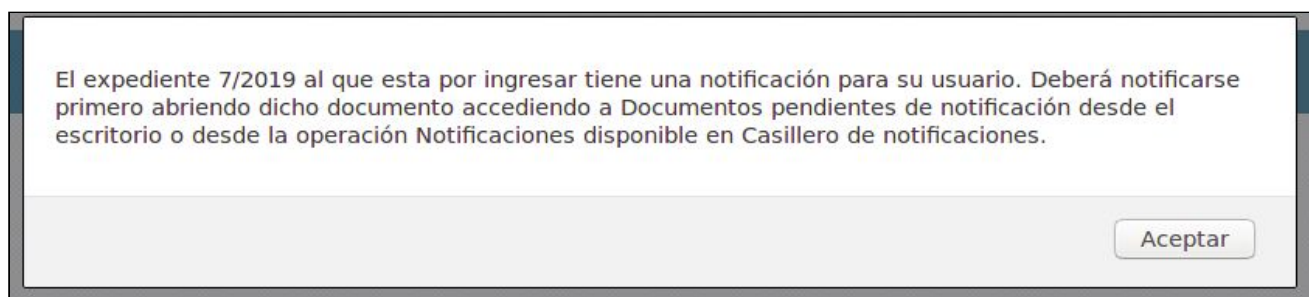 El expediente 7/2019 al que esta por ingresar tiene una notificación para su usuario. Deberá notificarse
primero abriendo dicho documento accediendo a Documentos pendientes de notificación desde el
escritorio o desde la operación Notificaciones disponible en Casillero de notificaciones.
Aceptar